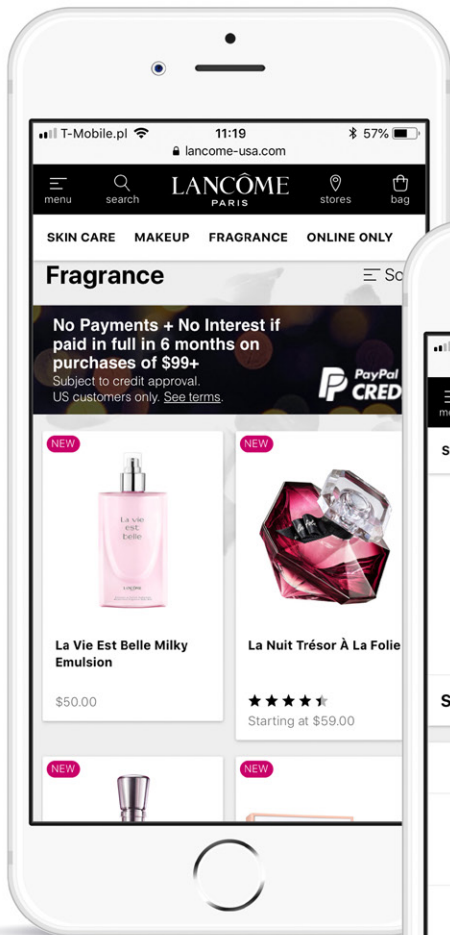 T-Mobile.pl 11:19 57%
lancome-usa.com
menu search LANCÔME stores bag
PARIS
SKIN CARE MAKEUP FRAGRANCE ONLINE ONLY
Fragrance
No Payments + No Interest if
paid in full in 6 months on
purchases of $99+
Subject to credit approval.
US customers only. See terms.
PayPal
CRED
NEW NEW
La vie
est
belle
LANCÔME
La Vie Est Belle Milky
Emulsion
$50.00
La Nuit Trésor À La Folie
Starting at $59.00
NEW NEW